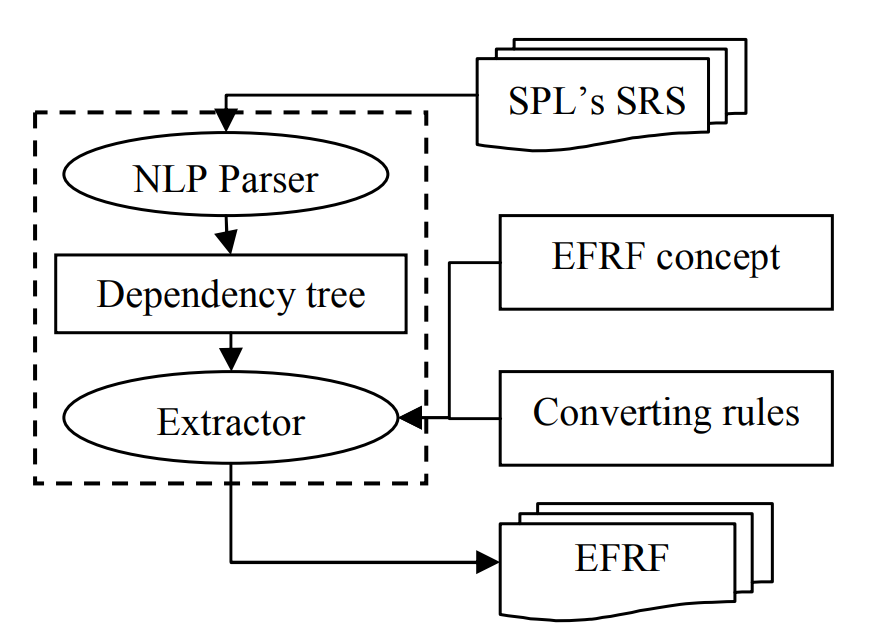 SPL’s SRS
NLP Parser
EFRF concept
Dependency tree
Converting rules
Extractor
EFRF